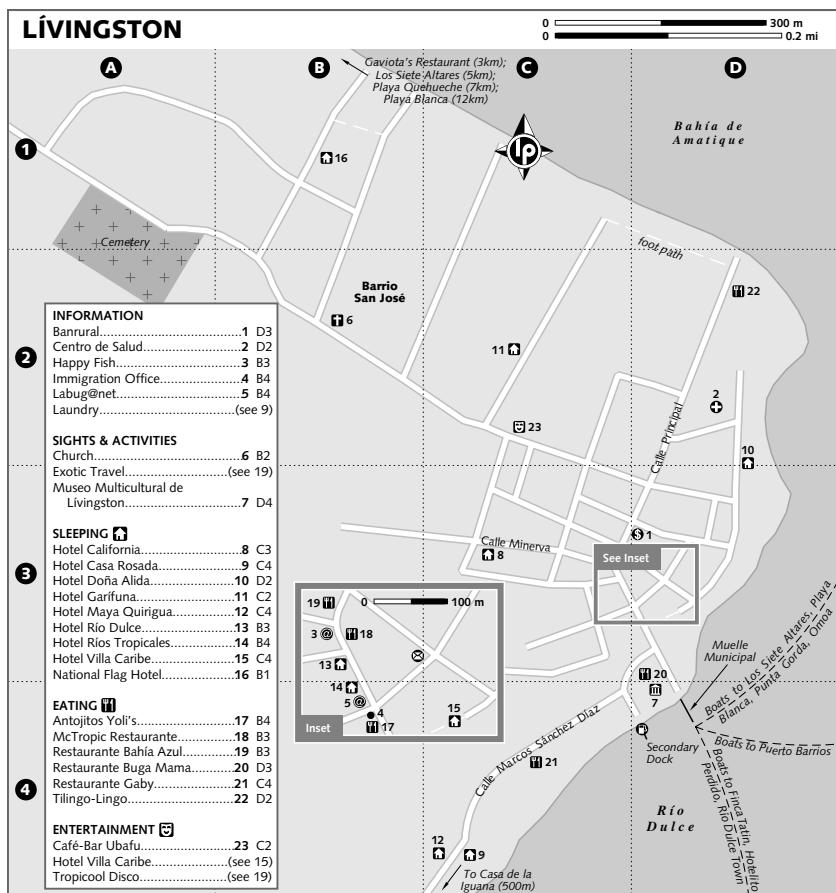 LÍVINGSTON
0 300 m
0 0.2 mi
A B C D
Gaviota's Restaurant (3km);
Los Siete Altares (5km);
Playa Quehueche (7km);
Playa Blanca (12km)
lp
Bahía de
Amatique
1
16
Cemetery
foot path
Barrio
San José
22
6
2
11
2
23
Calle Principal
10
INFORMATION
Banrural.............................1 D3
Centro de Salud....................2 D2
Happy Fish..........................3 B3
Immigration Office................4 B4
Labug@net..........................5 B4
Laundry.........................(see 9)
SIGHTS & ACTIVITIES
Church...............................6 B2
Exotic Travel...................(see 19)
Museo Multicultural de
Lívingston.........................7 D4
SLEEPING
Hotel California....................8 C3
Hotel Casa Rosada................9 C4
Hotel Doña Alida.................10 D2
Hotel Garífuna....................11 C2
Hotel Maya Quirigua............12 C4
Hotel Río Dulce...................13 B3
Hotel Ríos Tropicales............14 B4
Hotel Villa Caribe................15 C4
National Flag Hotel..............16 B1
EATING
Antojitos Yoli's....................17 B4
McTropic Restaurante...........18 B3
Restaurante Bahía Azul.........19 B3
Restaurante Buga Mama.......20 D3
Restaurante Gaby................21 C4
Tilingo-Lingo......................22 D2
ENTERTAINMENT
Café-Bar Ubafu...................23 C2
Hotel Villa Caribe.............(see 15)
Tropicool Disco................(see 19)
3
Calle Minerva
8
$ 1
See Inset
19
0 100 m
3 @
18
13
14
5 @
4
17
15
Inset
Muelle
Municipal
Boats to Los Siete Altares, Playa
Blanca, Punta Gorda, Omoa
20
7
Boats to Puerto Barrios
Secondary
Dock
Boats to Finca Tatin, Hotelito
Perdido, Río Dulce Town
Calle Marcos Sánchez Díaz
21
4
Río
Dulce
12
9
To Casa de la
Iguana (500m)